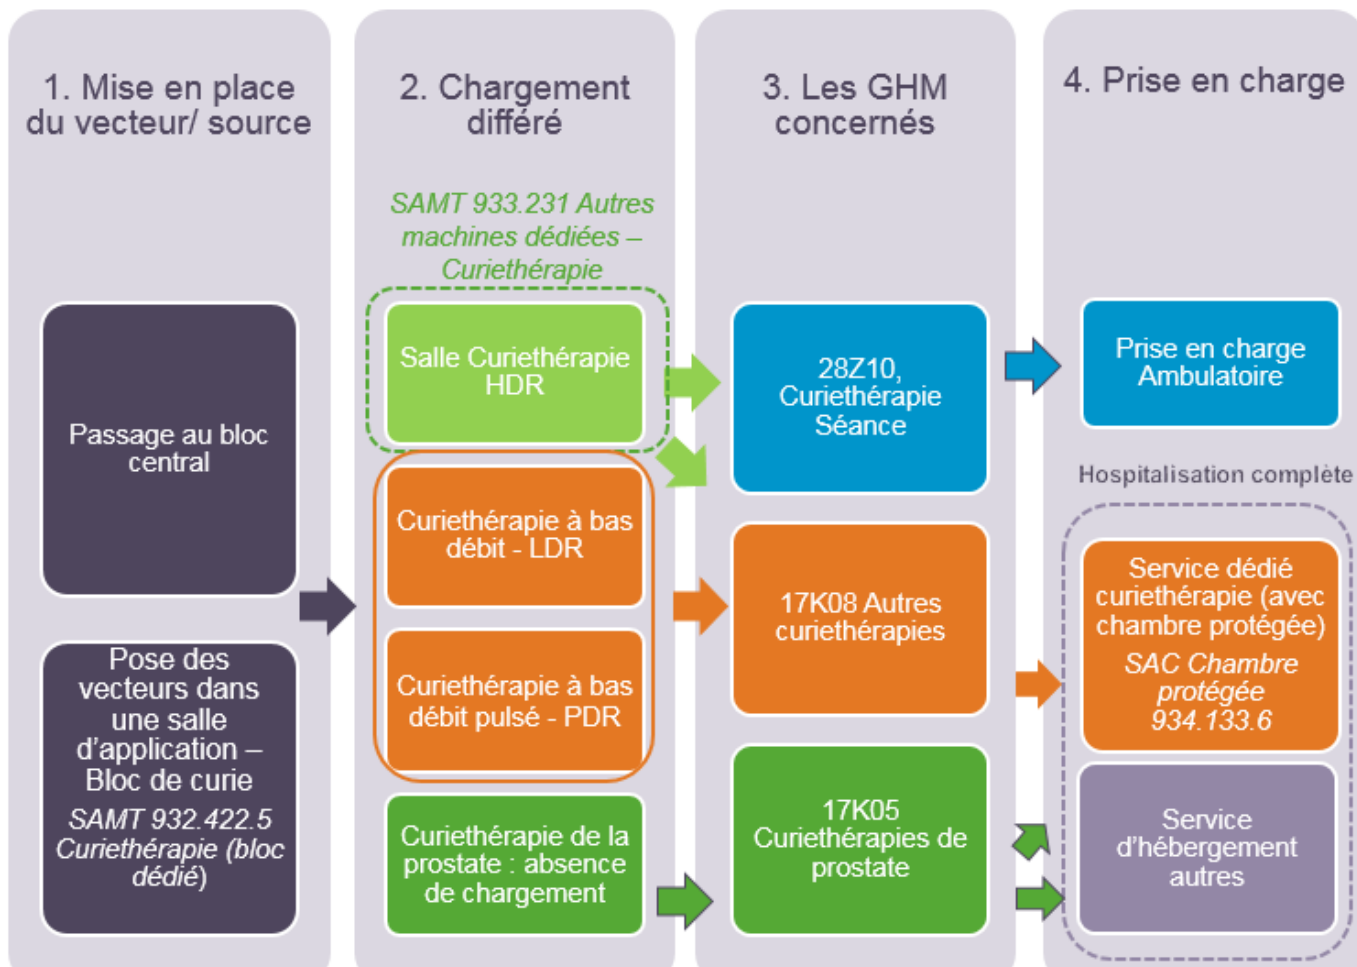 1. Mise en place
du vecteur/ source
Passage au bloc
central
Pose des
vecteurs dans
une salle
d'application –
Bloc de curie
SAMT 932.422.5
Curiethérapie (bloc
dédié)
2. Chargement
différé
SAMT 933.231 Autres
machines dédiées –
Curiethérapie
Salle Curiethérapie
HDR
Curiethérapie à bas
débit - LDR
Curiethérapie à bas
débit pulsé - PDR
Curiethérapie de la
prostate : absence
de chargement
3. Les GHM
concernés
28Z10,
Curiethérapie
Séance
17K08 Autres
curiethérapies
17K05
Curiethérapies de
prostate
4. Prise en charge
Prise en charge
Ambulatoire
Hospitalisation complète
Service dédié
curiethérapie (avec
chambre protégée)
SAC Chambre
protégée
934.133.6
Service
d'hébergement
autres